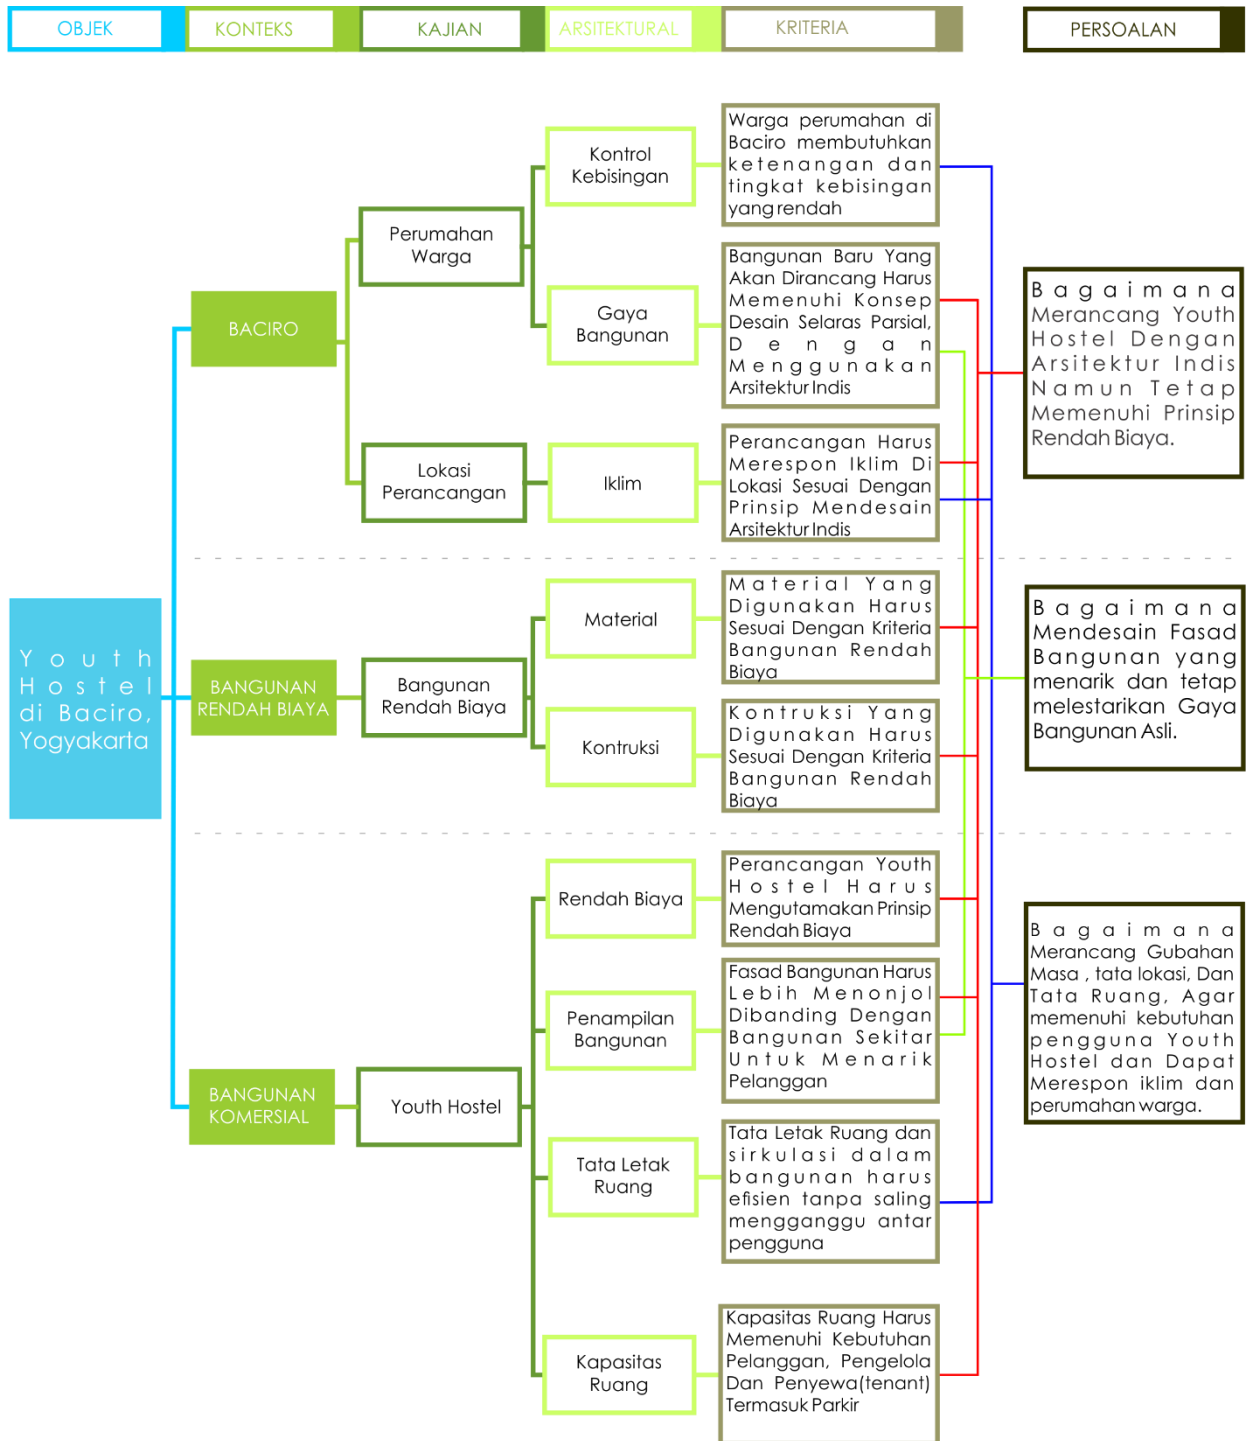 OBJEK
KONTEKS
KAJIAN
ARSITEKTURAL
KRITERIA
PERSOALAN
Youth
Hostel
di Baciro,
Yogyakarta
BACIRO
Perumahan
Warga
Kontrol
Kebisingan
Warga perumahan di
Baciro membutuhkan
ketenangan dan
tingkat kebisingan
yang rendah
Gaya
Bangunan
Bangunan Baru Yang
Akan Dirancang Harus
Memenuhi Konsep
Desain Selaras Parsial,
Dengan
Menggunakan
Arsitektur Indis
Lokasi
Perancangan
Iklim
Perancangan Harus
Merespon Iklim Di
Lokasi Sesuai Dengan
Prinsip Mendesain
Arsitektur Indis
Bagaimana
Merancang Youth
Hostel Dengan
Arsitektur Indis
Namun Tetap
Memenuhi Prinsip
Rendah Biaya.
BANGUNAN
RENDAH BIAYA
Bangunan
Rendah Biaya
Material
Material Yang
Digunakan Harus
Sesuai Dengan Kriteria
Bangunan Rendah
Biaya
Kontruksi
Kontruksi Yang
Digunakan Harus
Sesuai Dengan Kriteria
Bangunan Rendah
Biaya
Bagaimana
Mendesain Fasad
Bangunan yang
menarik dan tetap
melestarikan Gaya
Bangunan Asli.
BANGUNAN
KOMERSIAL
Youth Hostel
Rendah Biaya
Perancangan Youth
Hostel Harus
Mengutamakan Prinsip
Rendah Biaya
Penampilan
Bangunan
Fasad Bangunan Harus
Lebih Menonjol
Dibanding Dengan
Bangunan Sekitar
Untuk Menarik
Pelanggan
Tata Letak
Ruang
Tata Letak Ruang dan
sirkulasi dalam
bangunan harus
efisien tanpa saling
mengganggu antar
pengguna
Kapasitas
Ruang
Kapasitas Ruang Harus
Memenuhi Kebutuhan
Pelanggan, Pengelola
Dan Penyewa(tenant)
Termasuk Parkir
Bagaimana
Merancang Gubahan
Masa , tata lokasi, Dan
Tata Ruang, Agar
memenuhi kebutuhan
pengguna Youth
Hostel dan Dapat
Merespon iklim dan
perumahan warga.